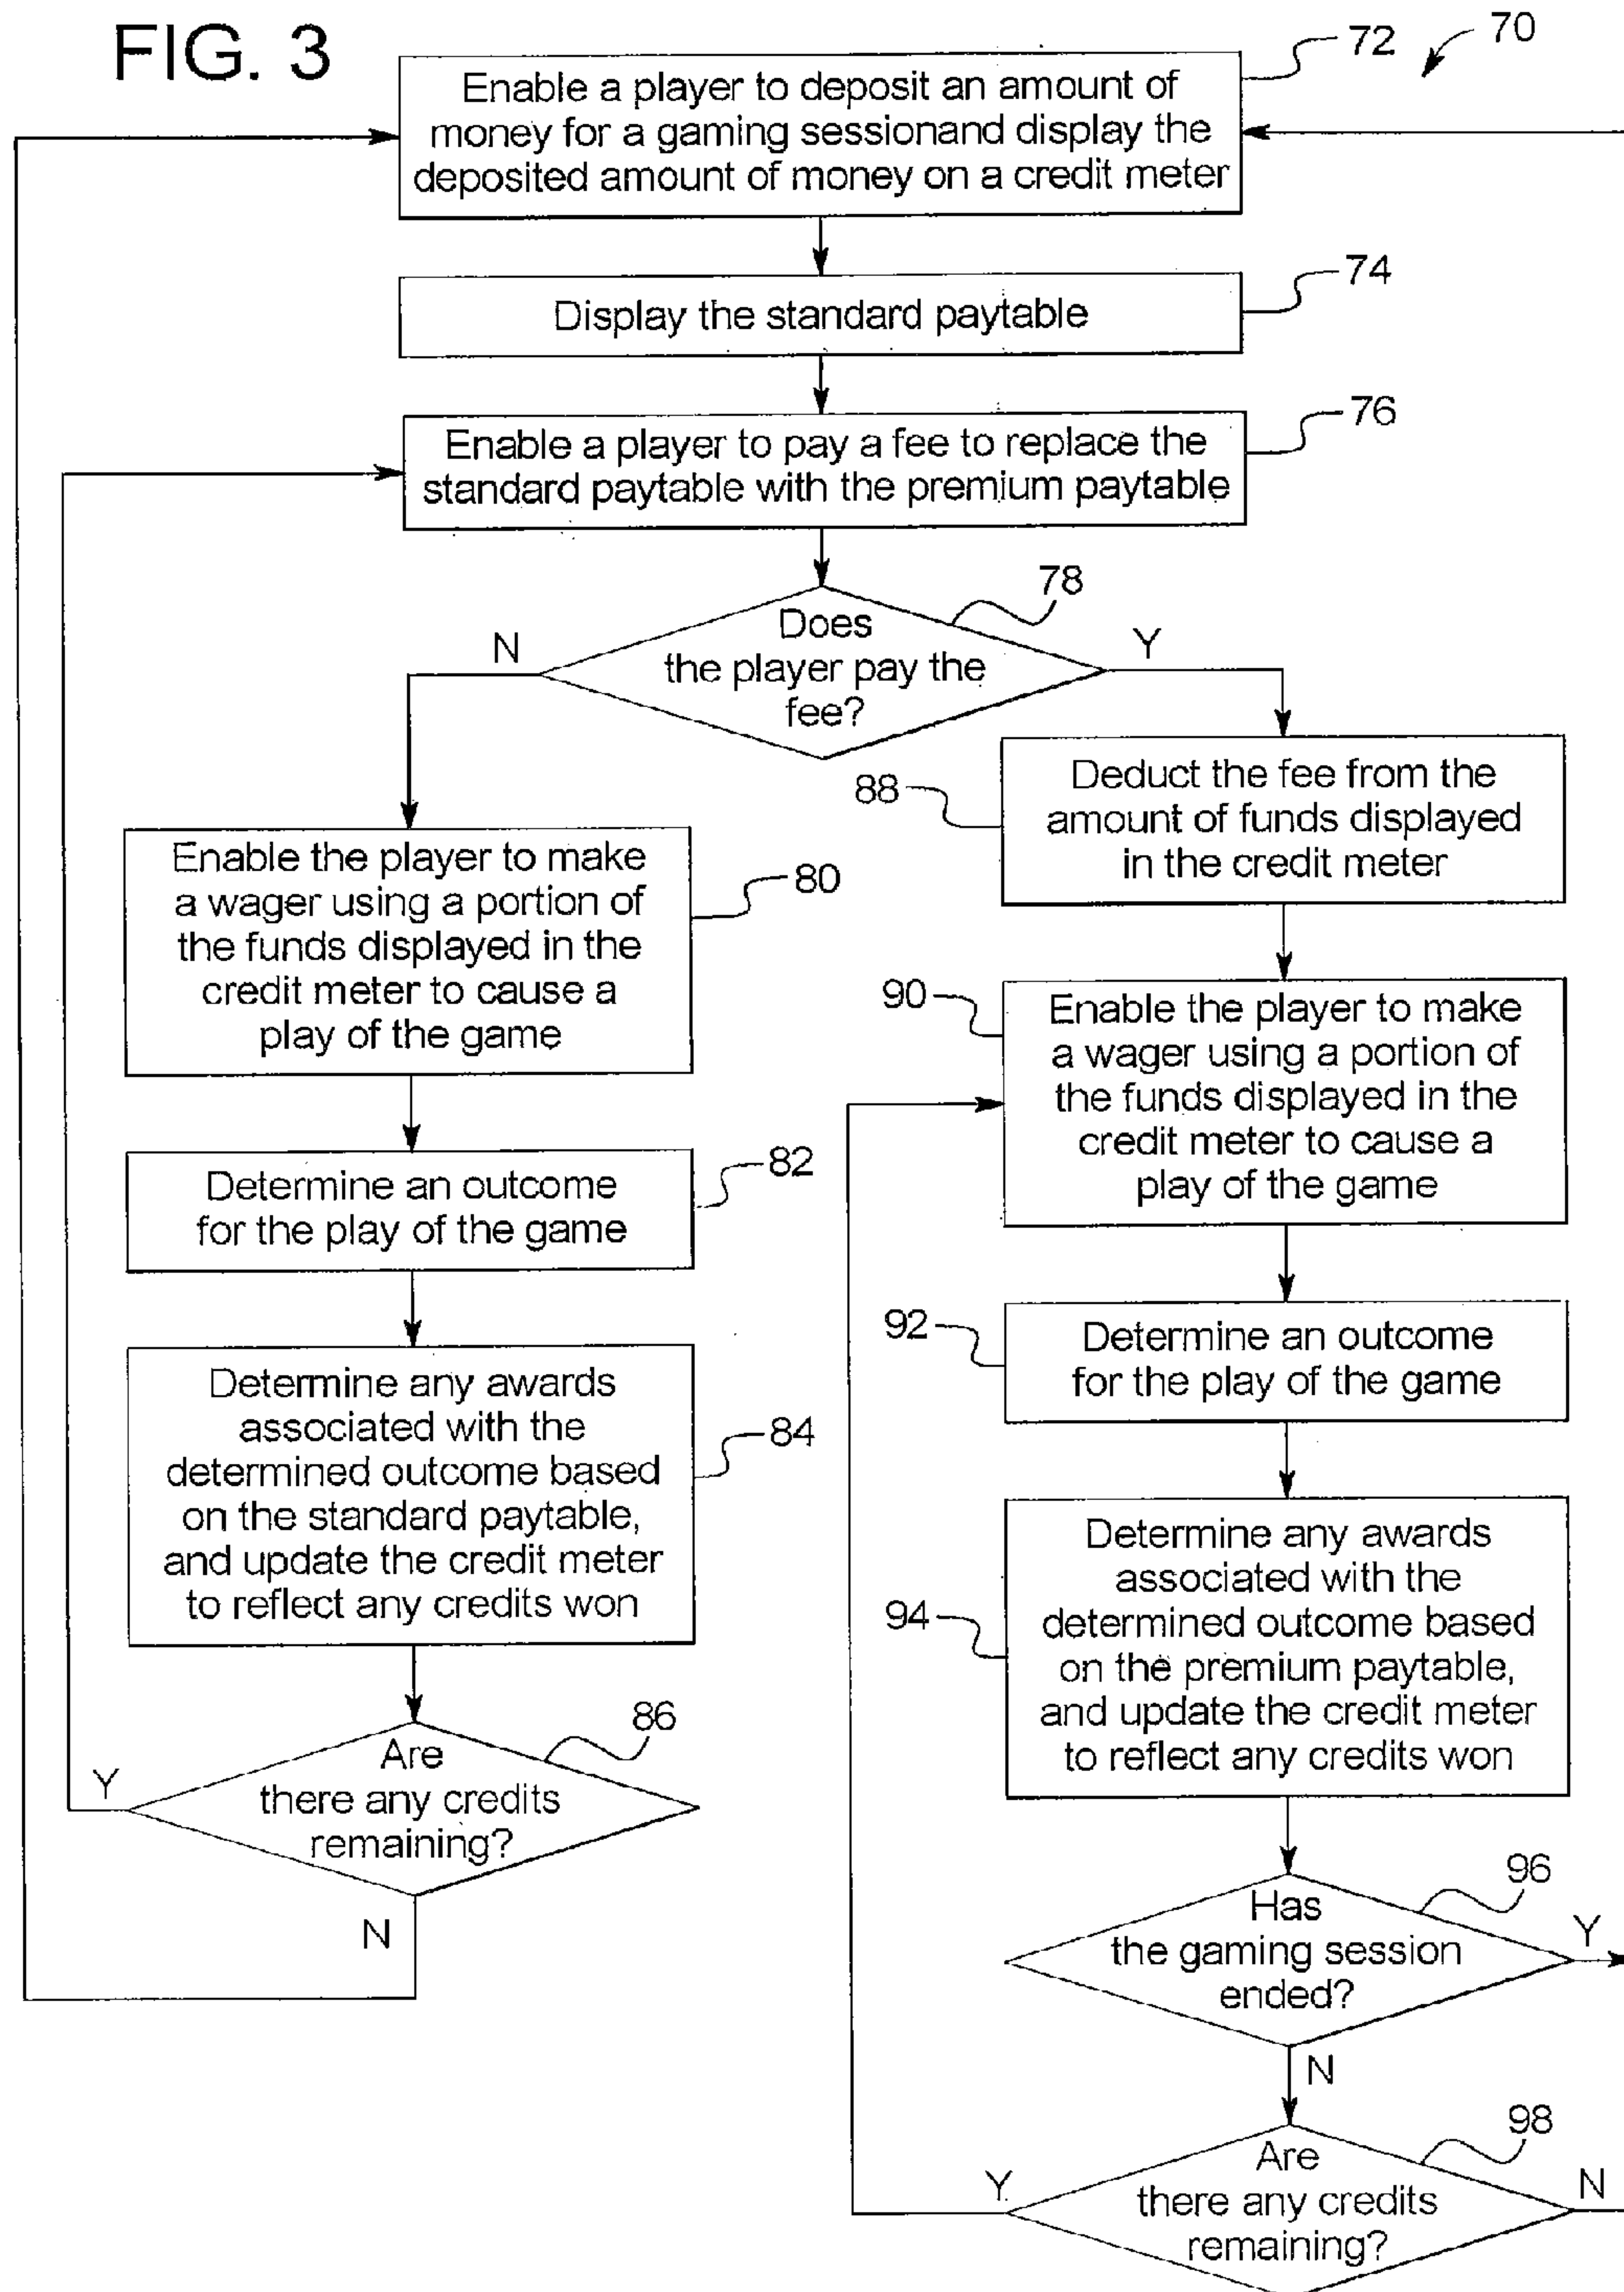 FIG. 3
70
72
Enable a player to deposit an amount of
money for a gaming sessionand display the
deposited amount of money on a credit meter
74
Display the standard paytable
76
Enable a player to pay a fee to replace the
standard paytable with the premium paytable
78
Does
the player pay the
fee?
N
Y
80
Enable the player to make
a wager using a portion of
the funds displayed in the
credit meter to cause a
play of the game
82
Determine an outcome
for the play of the game
84
Determine any awards
associated with the
determined outcome based
on the standard paytable,
and update the credit meter
to reflect any credits won
86
Are
there any credits
remaining?
Y
N
88
Deduct the fee from the
amount of funds displayed
in the credit meter
90
Enable the player to make
a wager using a portion of
the funds displayed in the
credit meter to cause a
play of the game
92
Determine an outcome
for the play of the game
94
Determine any awards
associated with the
determined outcome based
on the premium paytable,
and update the credit meter
to reflect any credits won
96
Has
the gaming session
ended?
Y
N
98
Are
there any credits
remaining?
Y
N